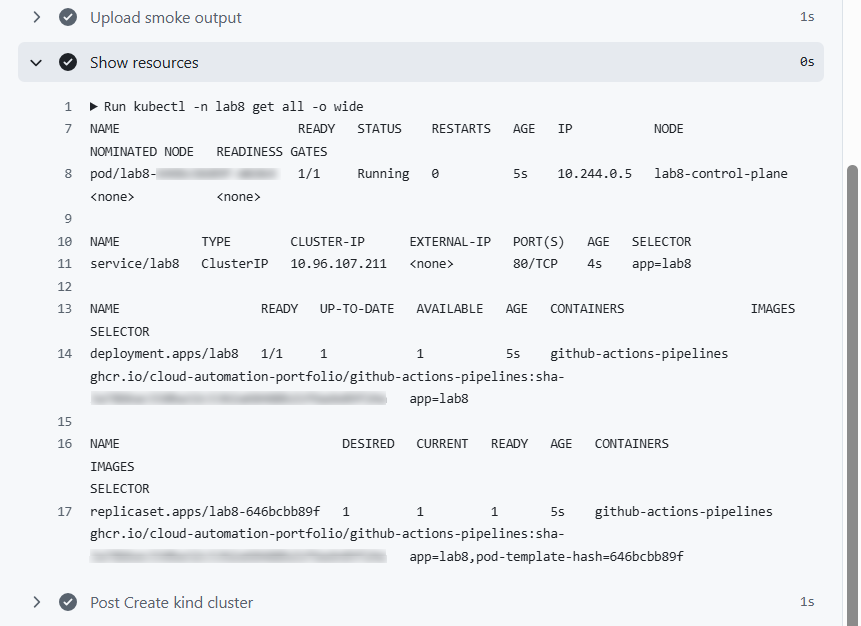 Upload smoke output 1s
Show resources 0s
1 Run kubectl -n lab8 get all -o wide
7 NAME READY STATUS RESTARTS AGE IP NODE
NOMINATED NODE READINESS GATES
8 pod/lab8- 1/1 Running 0 5s 10.244.0.5 lab8-control-plane
<none> <none>
9
10 NAME TYPE CLUSTER-IP EXTERNAL-IP PORT(S) AGE SELECTOR
11 service/lab8 ClusterIP 10.96.107.211 <none> 80/TCP 4s app=lab8
12
13 NAME READY UP-TO-DATE AVAILABLE AGE CONTAINERS IMAGES
SELECTOR
14 deployment.apps/lab8 1/1 1 1 5s github-actions-pipelines
ghcr.io/cloud-automation-portfolio/github-actions-pipelines:sha-
app=lab8
15
16 NAME DESIRED CURRENT READY AGE CONTAINERS
IMAGES
SELECTOR
17 replicaset.apps/lab8-646bcbb89f 1 1 1 5s github-actions-pipelines
ghcr.io/cloud-automation-portfolio/github-actions-pipelines:sha-
app=lab8,pod-template-hash=646bcbb89f
Post Create kind cluster 1s